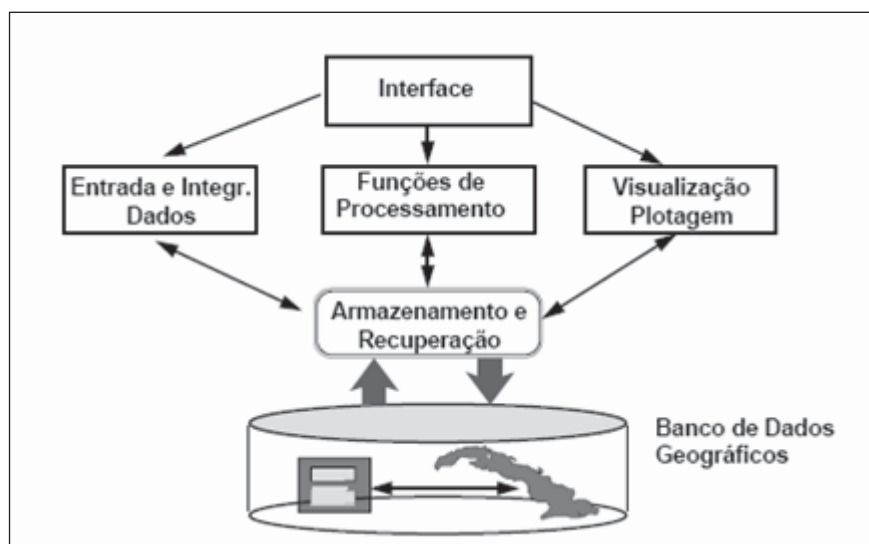 Interface
Entrada e Integr.
Dados
Funções de
Processamento
Visualização
Plotagem
Armazenamento e
Recuperação
Banco de Dados
Geográficos